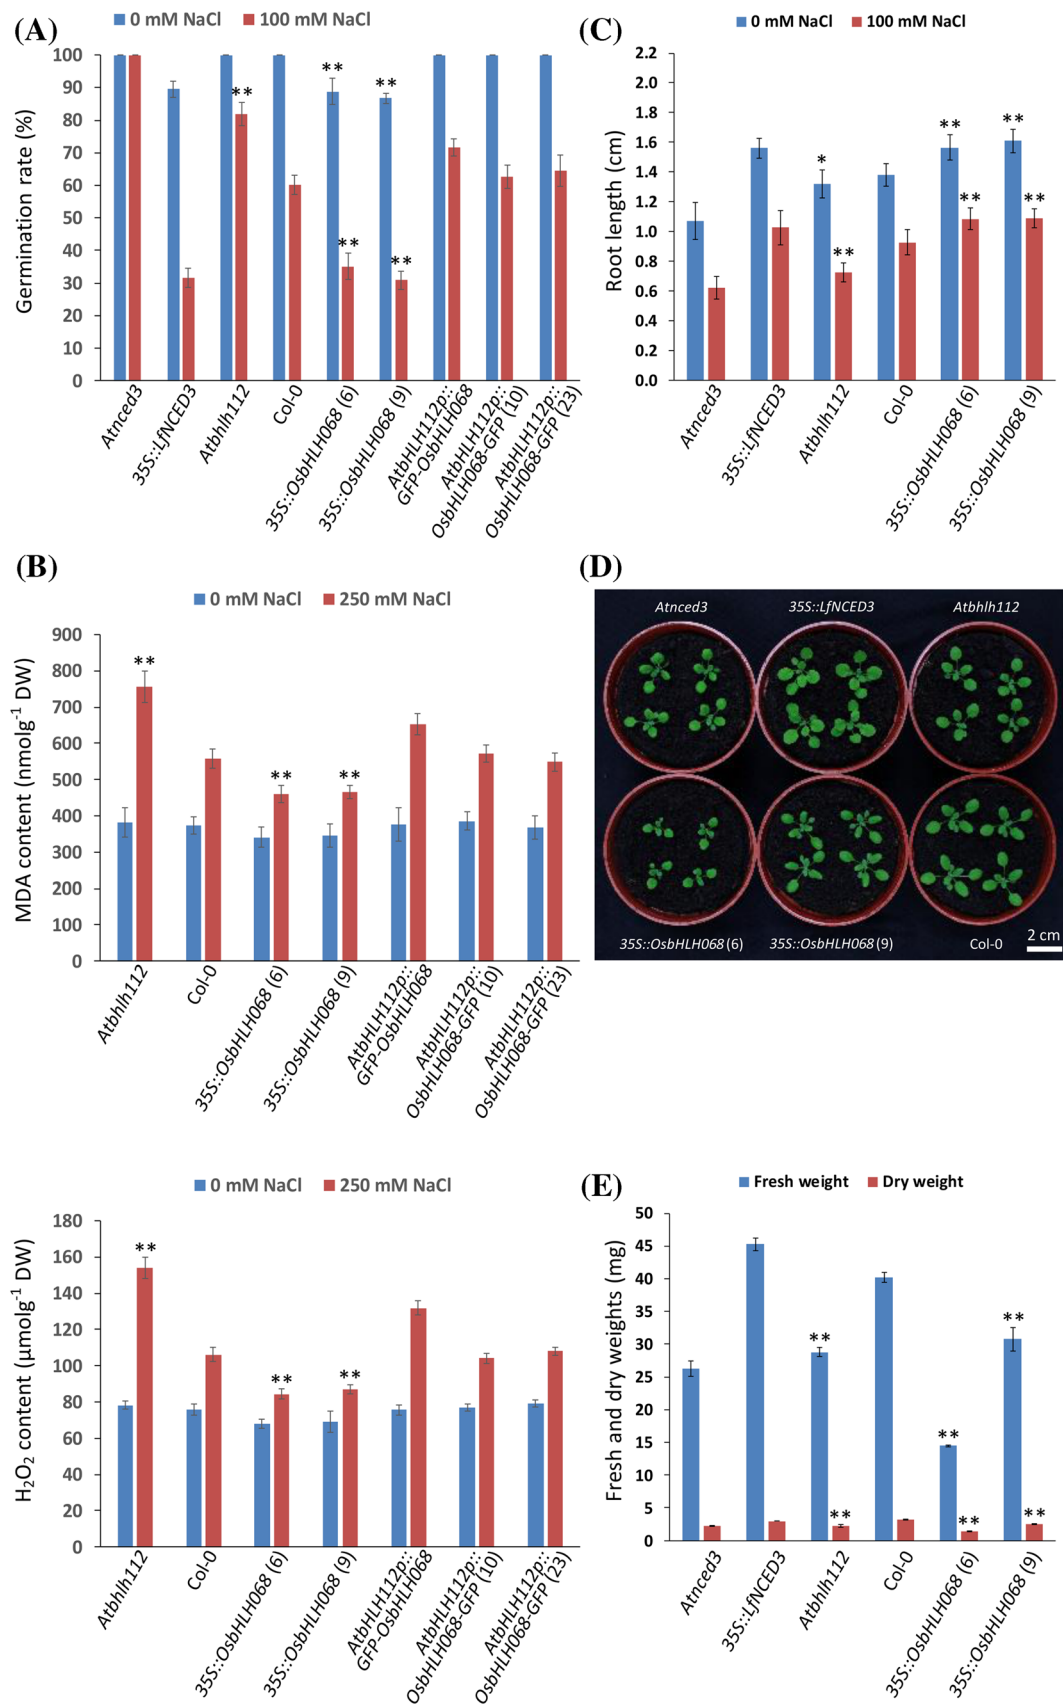 (A)
0 mM NaCl 100 mM NaCl
Germination rate (%)
100
90
80
70
60
50
40
30
20
10
0
** ** ** ** **
Atnced3
35S::LfNCED3
Atbhlh112
Col-0
35S::OsbHLH068 (6)
35S::OsbHLH068 (9)
AtbHLH112p::
GFP-OsbHLH068
AtbHLH112p::
OsbHLH068-GFP (10)
AtbHLH112p::
OsbHLH068-GFP (23)
(C)
0 mM NaCl 100 mM NaCl
Root length (cm)
2.2
2.0
1.8
1.6
1.4
1.2
1.0
0.8
0.6
0.4
0.2
0.0
* ** ** ** ** **
Atnced3
35S::LfNCED3
Atbhlh112
Col-0
35S::OsbHLH068 (6)
35S::OsbHLH068 (9)
(B)
0 mM NaCl 250 mM NaCl
MDA content (nmolg-1 DW)
900
800
700
600
500
400
300
200
100
0
** ** **
Atbhlh112
Col-0
35S::OsbHLH068 (6)
35S::OsbHLH068 (9)
AtbHLH112p::
GFP-OsbHLH068
AtbHLH112p::
OsbHLH068-GFP (10)
AtbHLH112p::
OsbHLH068-GFP (23)
(D)
Atnced3 35S::LfNCED3 Atbhlh112
35S::OsbHLH068 (6) 35S::OsbHLH068 (9) Col-0 2 cm
0 mM NaCl 250 mM NaCl
H2O2 content (µmolg-1 DW)
180
160
140
120
100
80
60
40
20
0
** ** **
Atbhlh112
Col-0
35S::OsbHLH068 (6)
35S::OsbHLH068 (9)
AtbHLH112p::
GFP-OsbHLH068
AtbHLH112p::
OsbHLH068-GFP (10)
AtbHLH112p::
OsbHLH068-GFP (23)
(E)
Fresh weight Dry weight
Fresh and dry weights (mg)
50
45
40
35
30
25
20
15
10
5
0
** ** ** ** ** **
Atnced3
35S::LfNCED3
Atbhlh112
Col-0
35S::OsbHLH068 (6)
35S::OsbHLH068 (9)